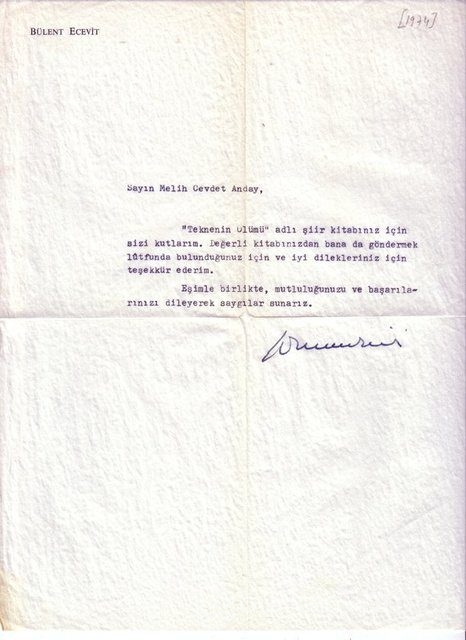 BÜLENT ECEVİT
[1974]
Sayın Melih Cevdet Anday,
"Teknenin Ölümü" adlı şiir kitabınız için
sizi kutlarım. Değerli kitabınızdan bana da göndermek
lûtfunda bulunduğunuz için ve iyi dilekleriniz için
teşekkür ederim.
Eşimle birlikte, mutluluğunuzu ve başarıla-
rınızı dileyerek saygılar sunarız.